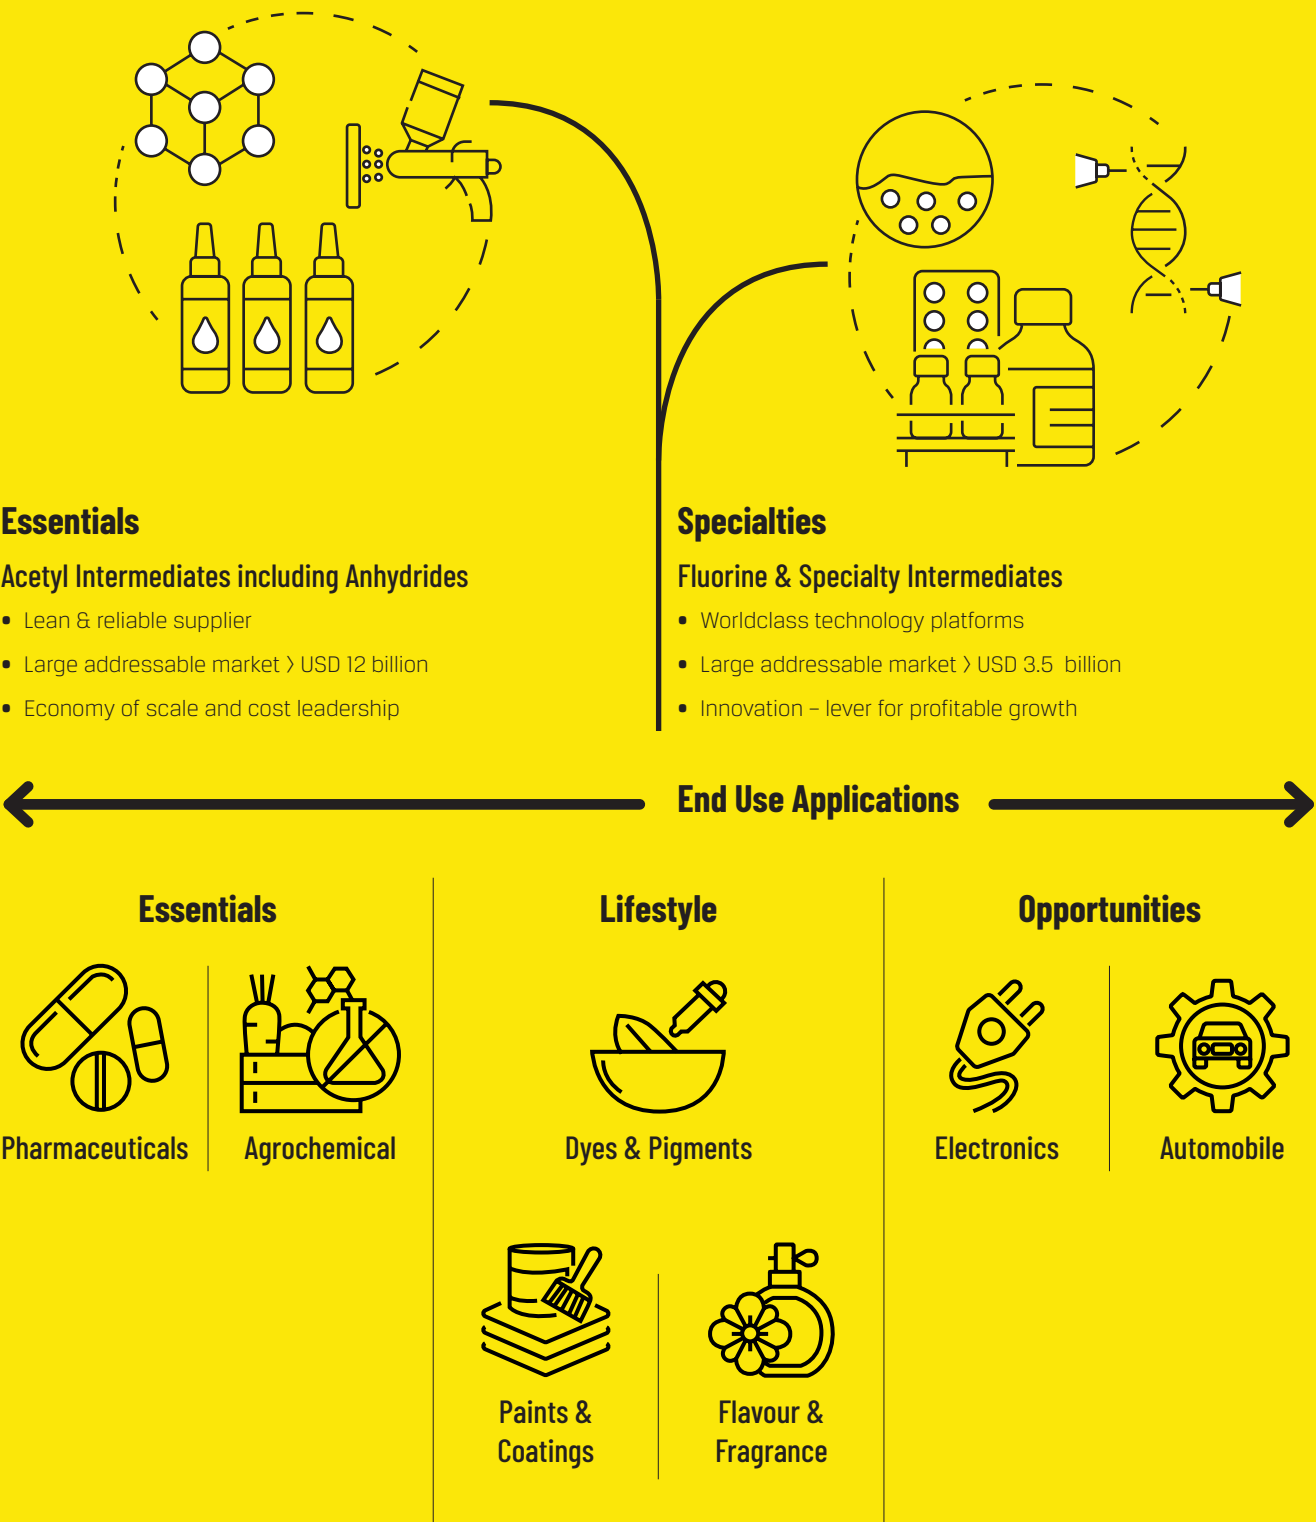 Essentials
Acetyl Intermediates including Anhydrides
• Lean & reliable supplier
• Large addressable market > USD 12 billion
• Economy of scale and cost leadership
Specialties
Fluorine & Specialty Intermediates
• Worldclass technology platforms
• Large addressable market > USD 3.5 billion
• Innovation – lever for profitable growth
End Use Applications
Essentials
Pharmaceuticals
Agrochemical
Lifestyle
Dyes & Pigments
Paints &
Coatings
Flavour &
Fragrance
Opportunities
Electronics
Automobile